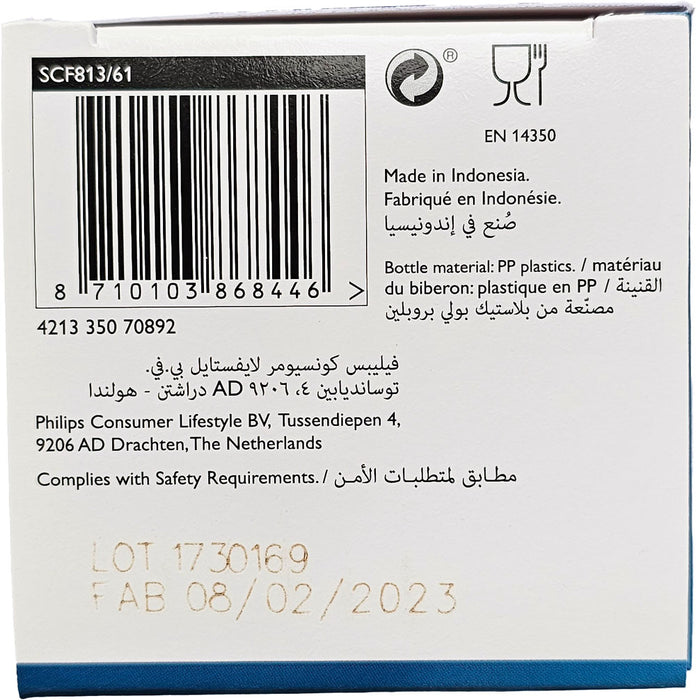 SCF813/61
®
EN 14350
Made in Indonesia.
Fabriqué en Indonésie.
صُنع في إندونيسيا
Bottle material: PP plastics. / matériau
du biberon: plastique en PP / القنينة
مصنّعة من بلاستيك بولي بروبلين
8 710103 868446 >
4213 350 70892
فيليبس كونسيومر لايفستايل بي.في.
توسانديابين ٤، ٩٢٠٦ AD دراشتن - هولندا
Philips Consumer Lifestyle BV, Tussendiepen 4,
9206 AD Drachten, The Netherlands
Complies with Safety Requirements. / مطابق لمتطلبات الأمن
LOT 1730169
FAB 08/02/2023